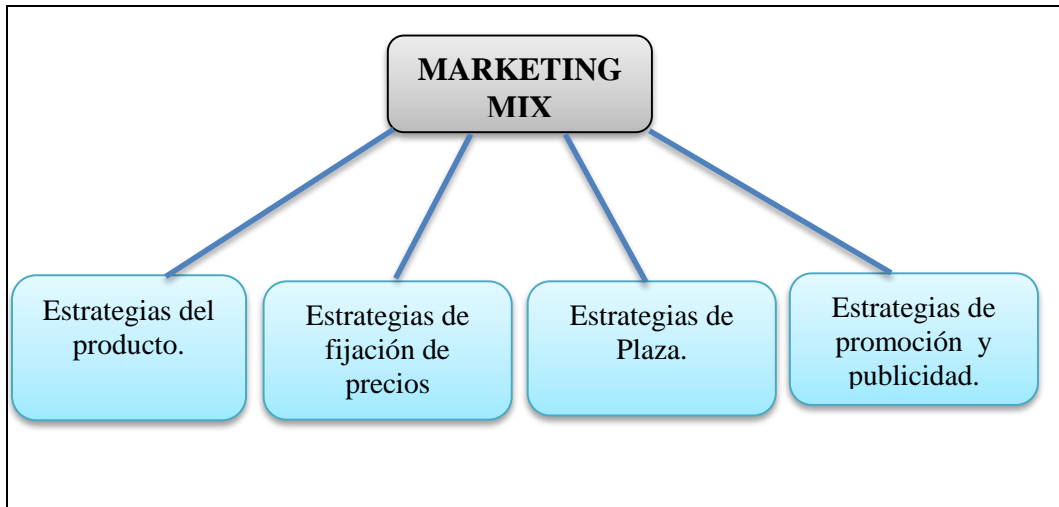 MARKETING
MIX
Estrategias del
producto.
Estrategias de
fijación de
precios
Estrategias de
Plaza.
Estrategias de
promoción y
publicidad.